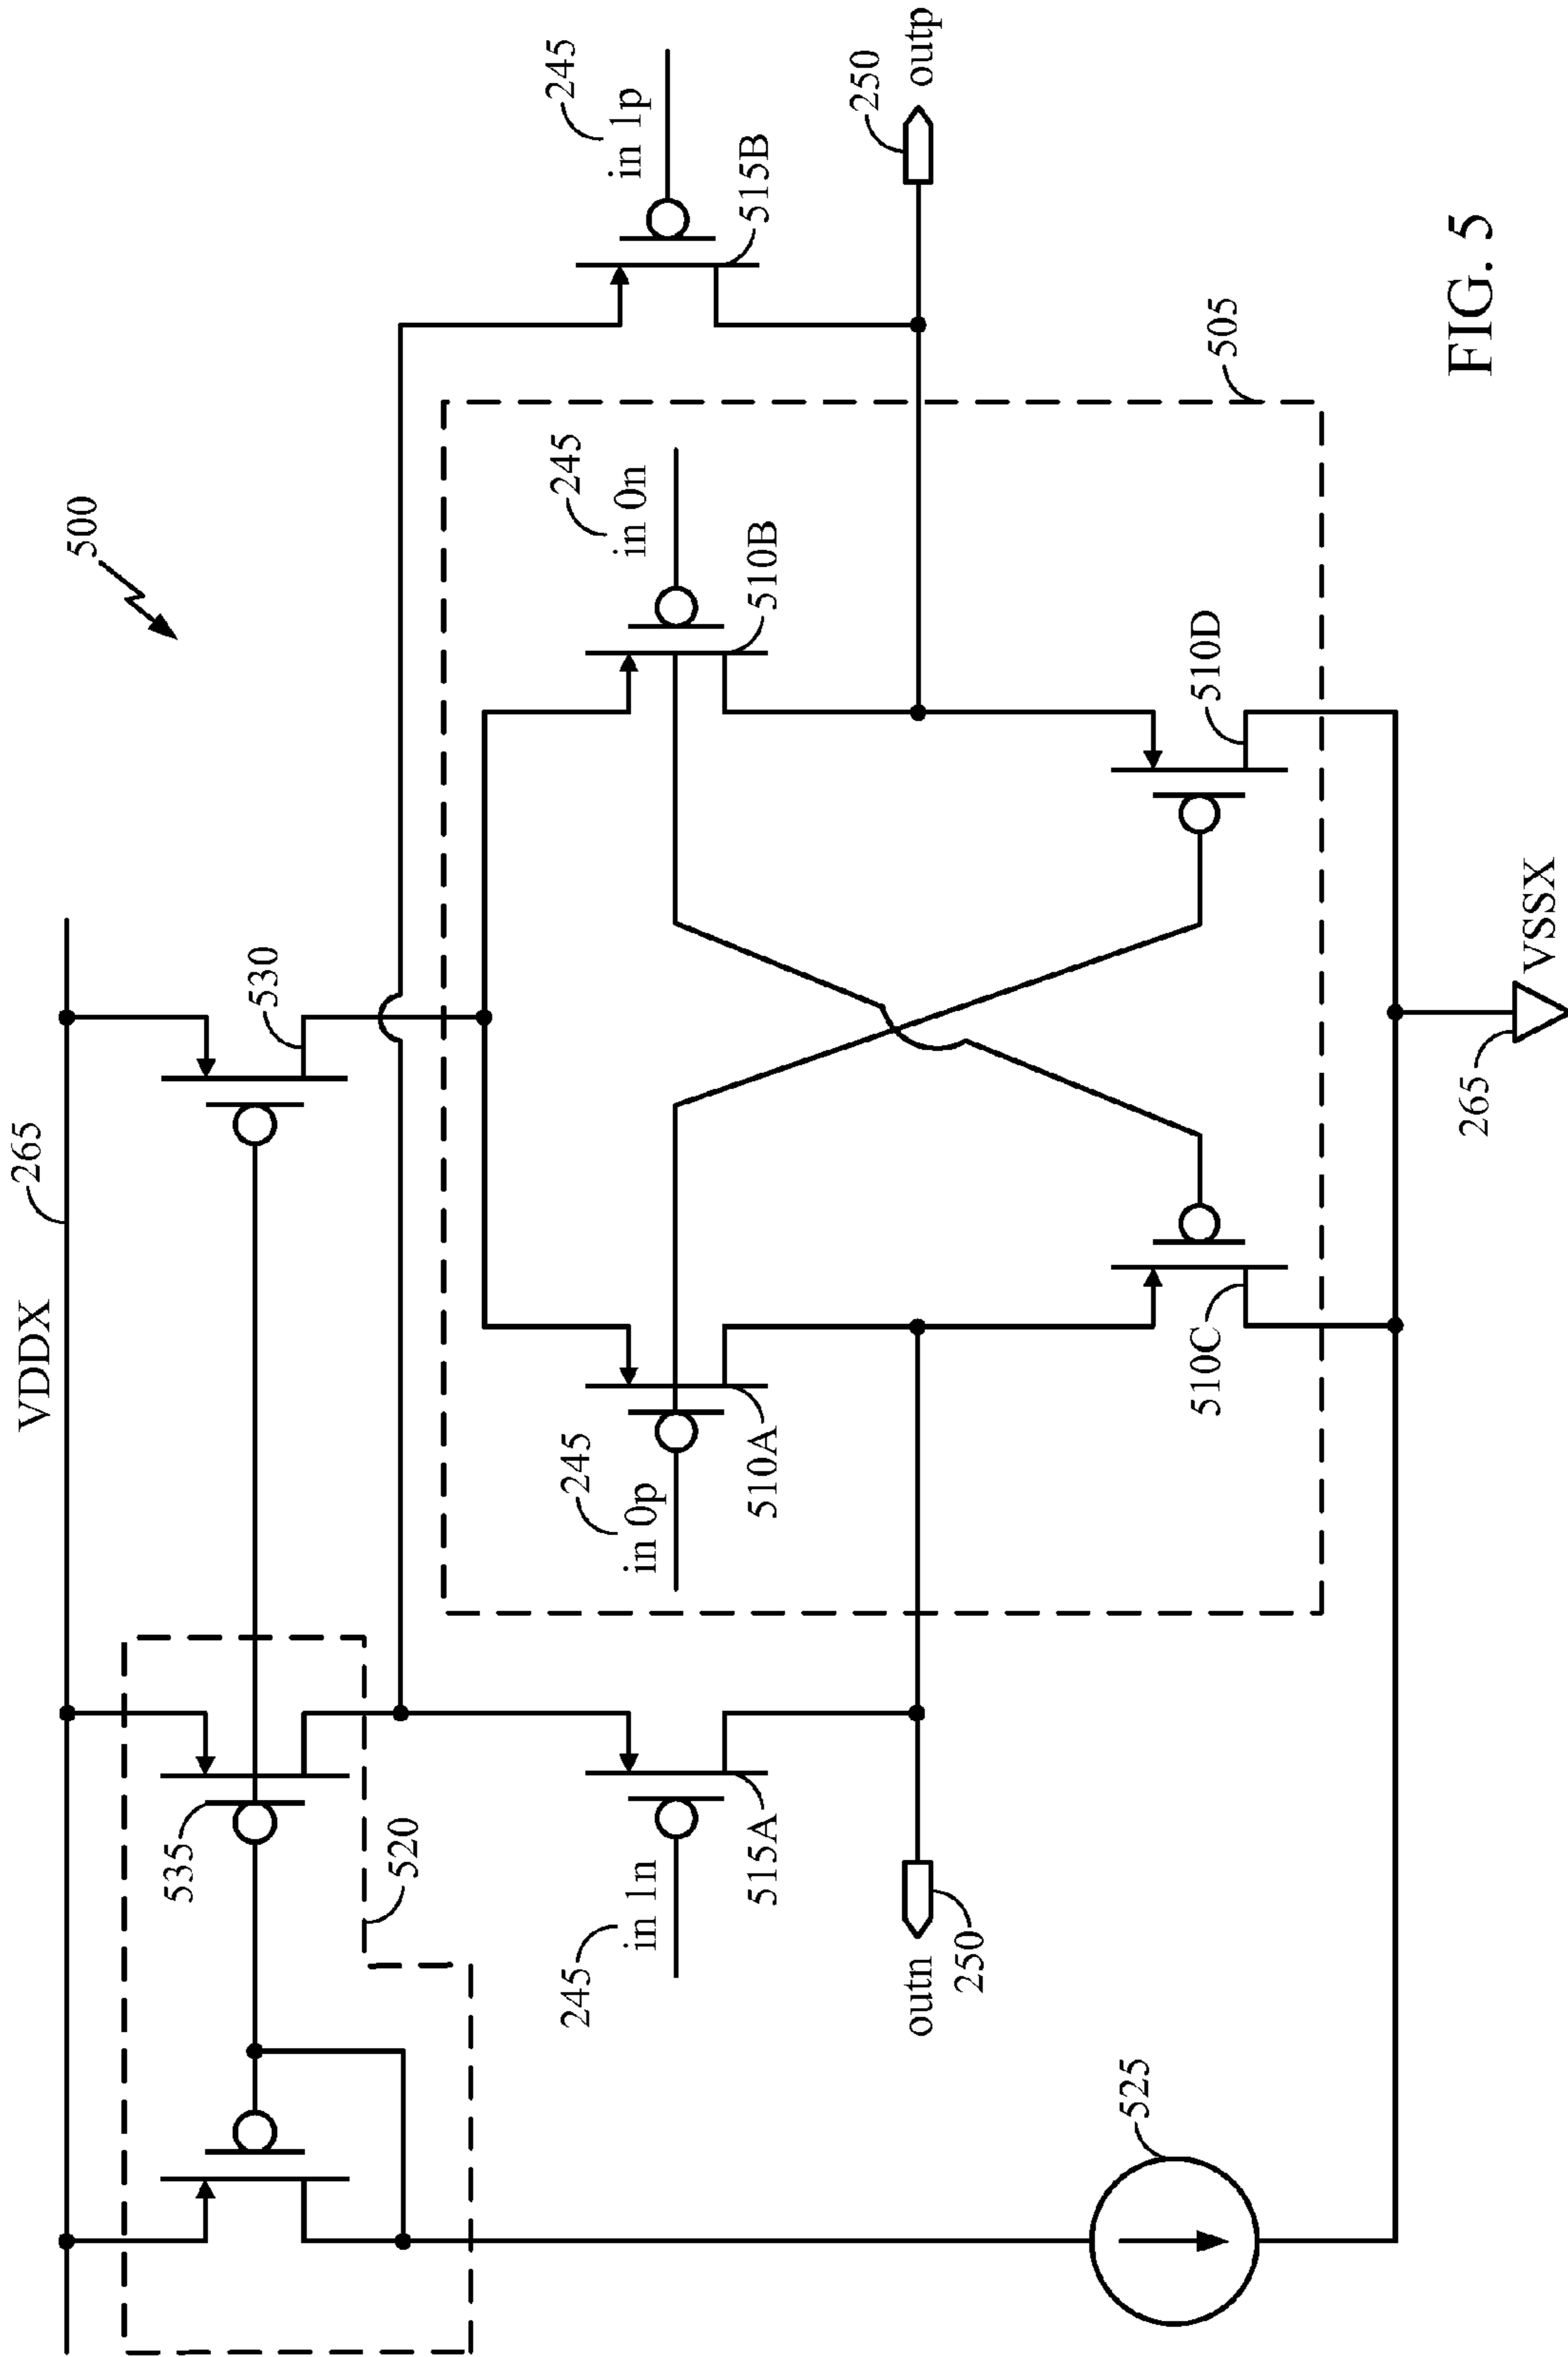 500
VDDX
265
535
520
530
245
in 1n
515A
245
in 0p
510A
245
in 0n
510B
245
in 1p
515B
outn
250
250
outp
510C
510D
505
525
265
VSSX
FIG. 5